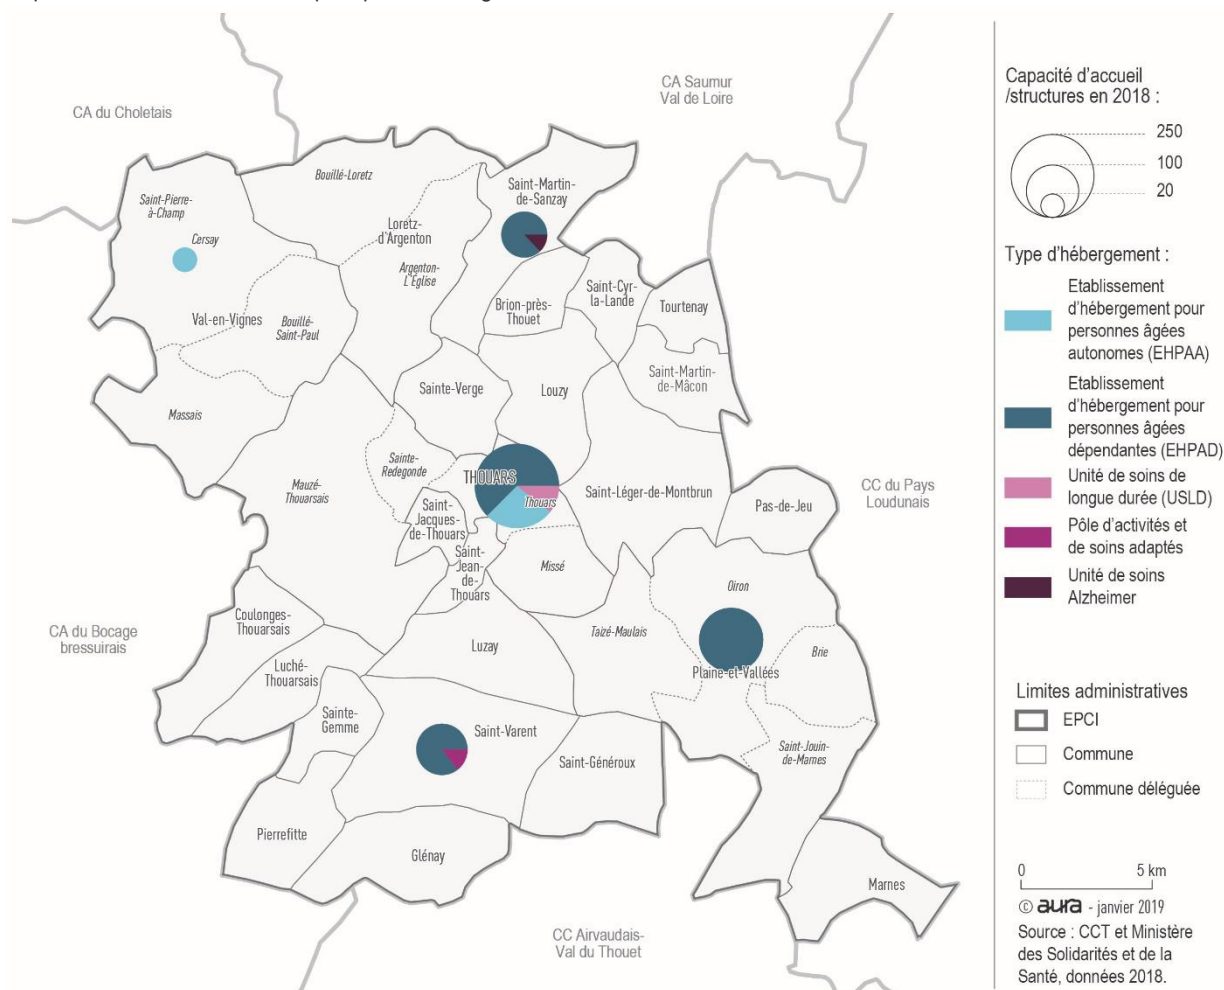 CA Saumur
Val de Loire
CA du Choletais
Bouillé-Loretz
Saint-Martin-
de-Sanzay
Saint-Pierre-
à-Champ
Cersay
Loretz-
d'Argenton
Argenton-
L'Église
Saint-Cyr-
la-Lande
Brion-près-
Thouet
Tourtenay
Val-en-Vignes
Bouillé-
Saint-Paul
Saint-Martin-
de-Mâcon
Sainte-Verge
Louzy
Massais
Sainte-
Redegonde
THOUARS
Thouars
Mauzé-
Thouarsais
Saint-Léger-de-Montbrun
CC du Pays
Loudunais
Pas-de-Jeu
Saint-
Jacques-
de-Thouars
Saint-
Jean-
de-
Thouars
Missé
Oiron
Coulonges-
Thouarsais
CA du Bocage
bressuirais
Taizé-Maulais
Luzay
Brie
Luché-
Thouarsais
Plaine-et-Vallées
Sainte-
Gemme
Saint-Varent
Saint-Généroux
Saint-Jouin-
de-Marnes
Pierrefitte
Glénay
Marnes
CC Airvaudais-
Val du Thouet
Capacité d'accueil
/structures en 2018 :
250
100
20
Type d'hébergement :
Etablissement
d'hébergement pour
personnes âgées
autonomes (EHPAA)
Etablissement
d'hébergement pour
personnes âgées
dépendantes (EHPAD)
Unité de soins de
longue durée (USLD)
Pôle d'activités et
de soins adaptés
Unité de soins
Alzheimer
Limites administratives
EPCI
Commune
Commune déléguée
0 5 km
© aura - janvier 2019
Source : CCT et Ministère
des Solidarités et de la
Santé, données 2018.